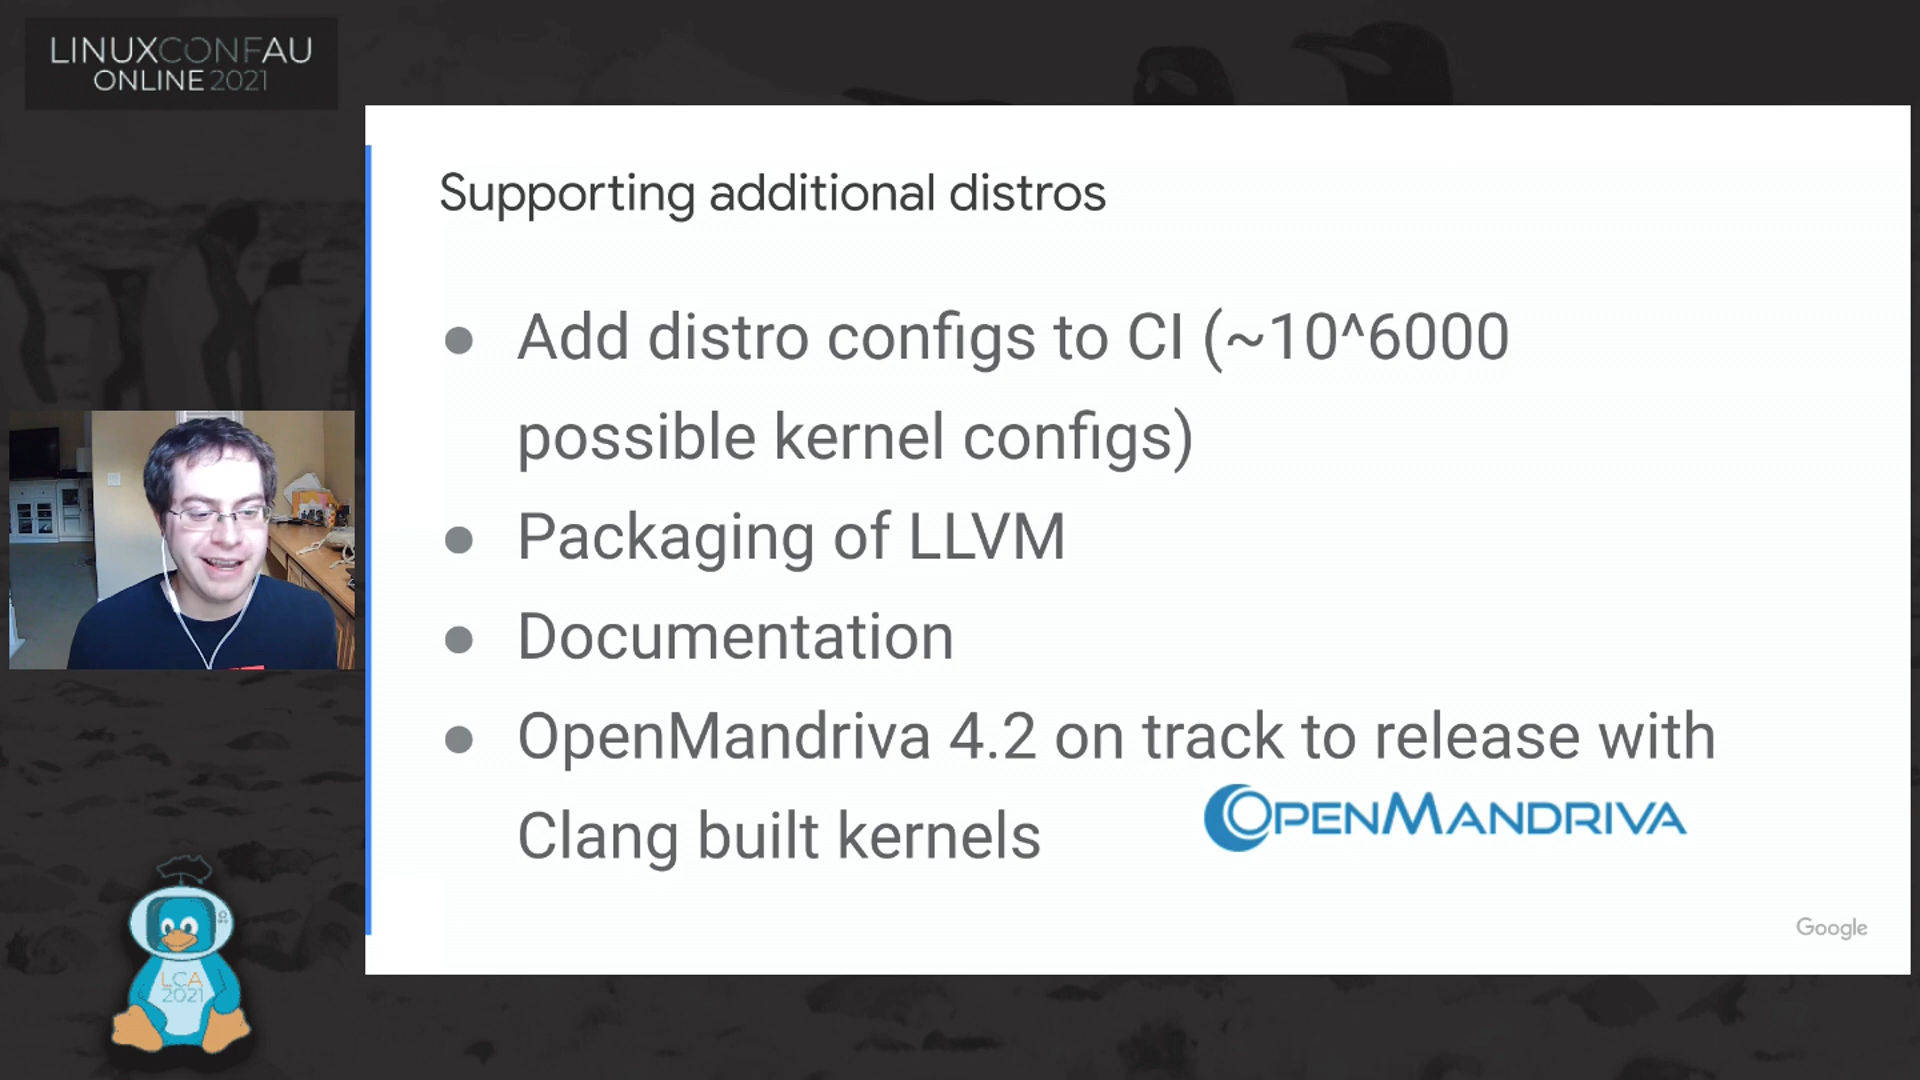 LINUXCONFAU
ONLINE 2021
Supporting additional distros
● Add distro configs to CI (~10^6000
possible kernel configs)
● Packaging of LLVM
● Documentation
● OpenMandriva 4.2 on track to release with
Clang built kernels
OPENMANDRIVA
Google
LCA
2021